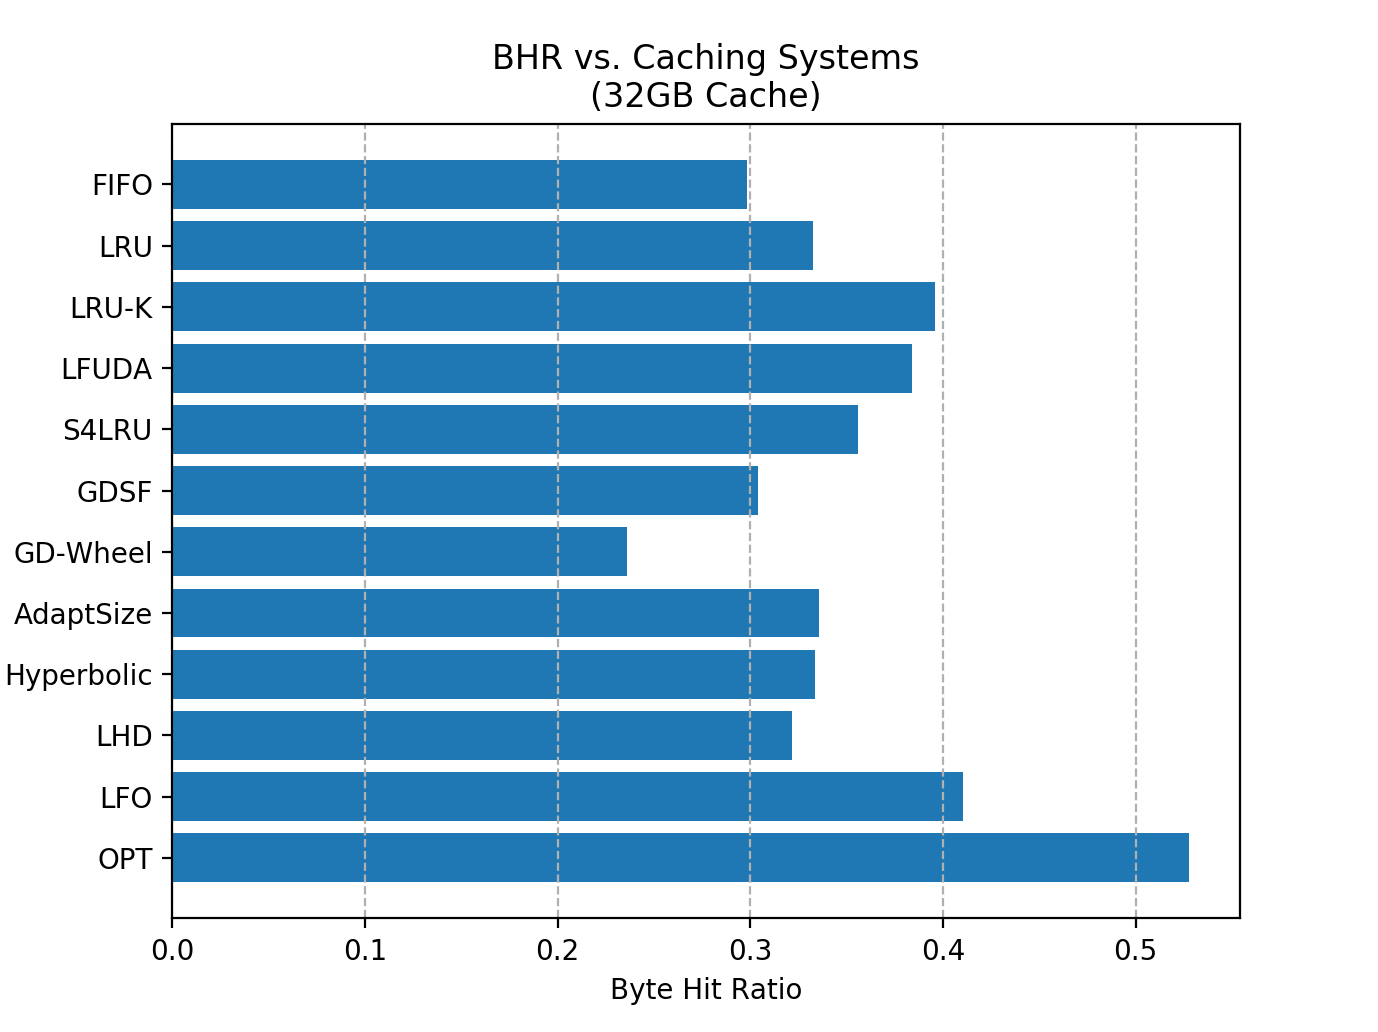 BHR vs. Caching Systems
(32GB Cache)
FIFO
LRU
LRU-K
LFUDA
S4LRU
GDSF
GD-Wheel
AdaptSize
Hyperbolic
LHD
LFO
OPT
0.0 0.1 0.2 0.3 0.4 0.5
Byte Hit Ratio